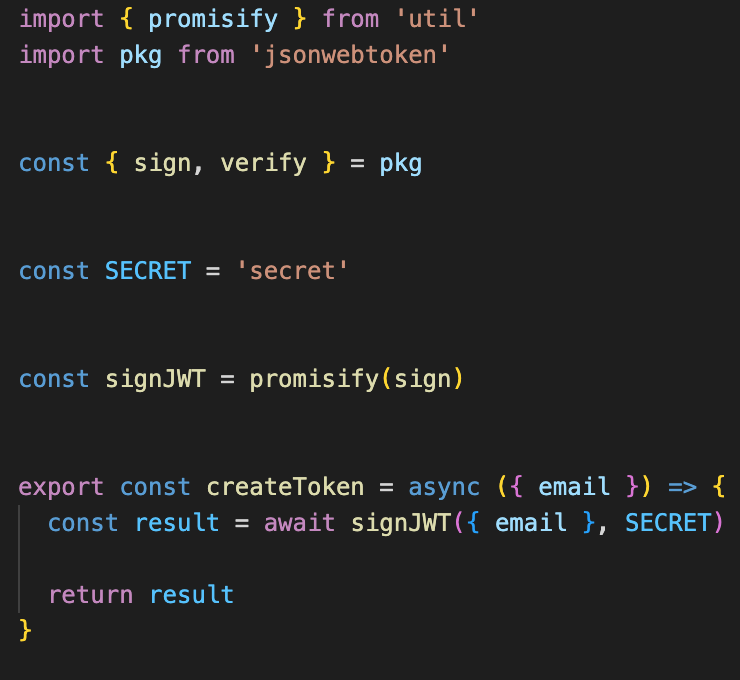 import { promisify } from 'util'
import pkg from 'jsonwebtoken'
const { sign, verify } = pkg
const SECRET = 'secret'
const signJWT = promisify(sign)
export const createToken = async ({ email }) => {
  const result = await signJWT({ email }, SECRET)
  return result
}